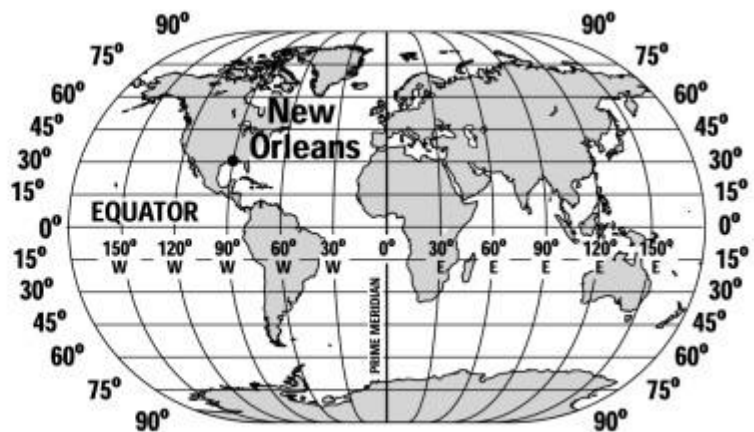 90° 90°
75° 75°
60° 60°
New
45° 45°
Orleans
30° 30°
15° 15°
EQUATOR
0° 0°
150° 120° 90° 60° 30° 0° 30° 60° 90° 120° 150°
W W W W W E E E E E
15° 15°
30° 30°
PRIME MERIDIAN
45° 45°
60° 60°
75° 75°
90° 90°